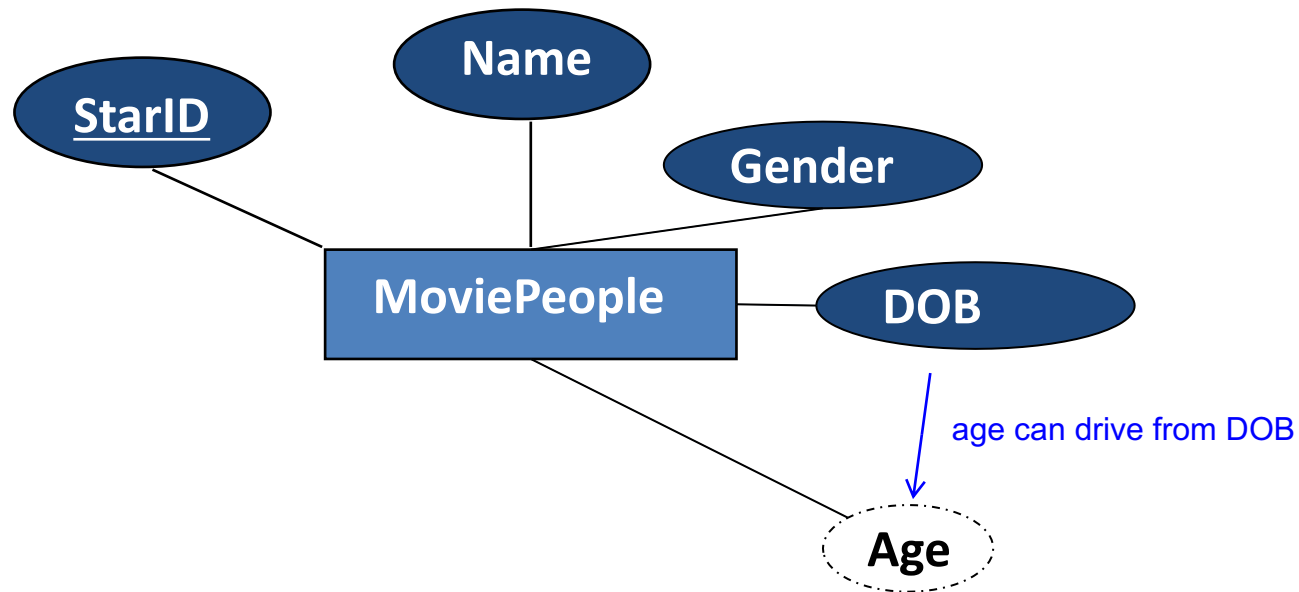 Name
StarID
Gender
MoviePeople
DOB
age can drive from DOB
Age